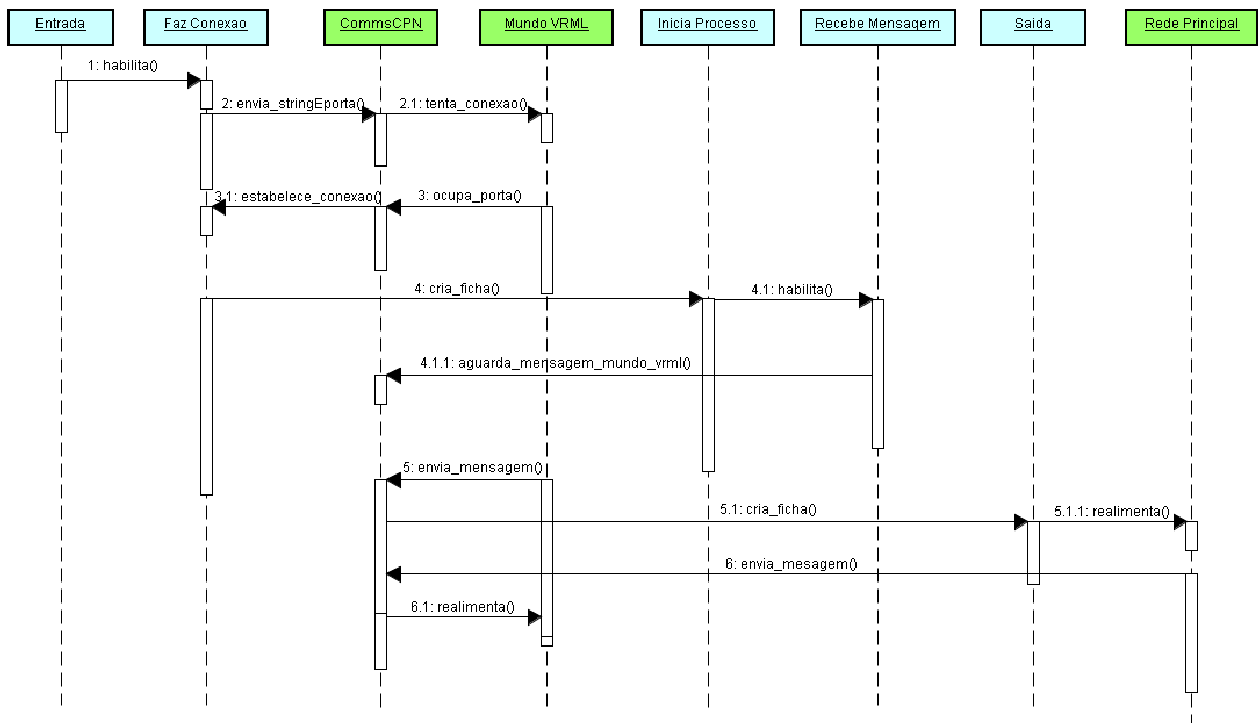 Entrada
Faz Conexao
CommsCPN
Mundo VRML
Inicia Processo
Recebe Mensagem
Saida
Rede Principal
1: habilita()
2: envia_stringEporta()
2.1: tenta_conexao()
3.1: estabelece_conexao()
3: ocupa_porta()
4: cria_ficha()
4.1: habilita()
4.1.1: aguarda_mensagem_mundo_vrml()
5: envia_mensagem()
5.1: cria_ficha()
5.1.1: realimenta()
6: envia_mesagem()
6.1: realimenta()